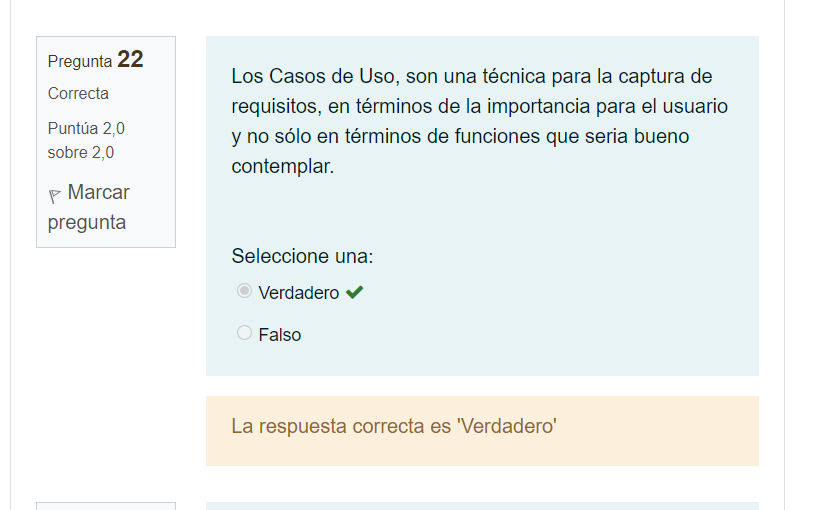 Pregunta 22
Correcta
Puntúa 2,0
sobre 2,0
Marcar
pregunta
Los Casos de Uso, son una técnica para la captura de
requisitos, en términos de la importancia para el usuario
y no sólo en términos de funciones que seria bueno
contemplar.
Seleccione una:
Verdadero
Falso
La respuesta correcta es 'Verdadero'